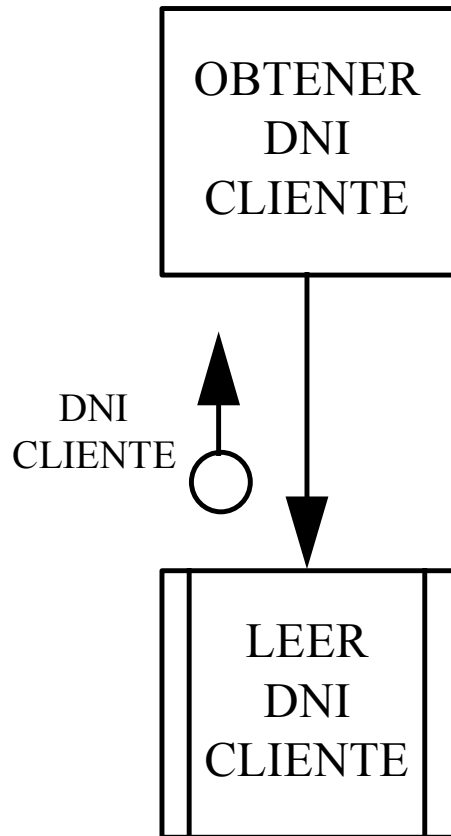 OBTENER
DNI
CLIENTE
DNI
CLIENTE
LEER
DNI
CLIENTE